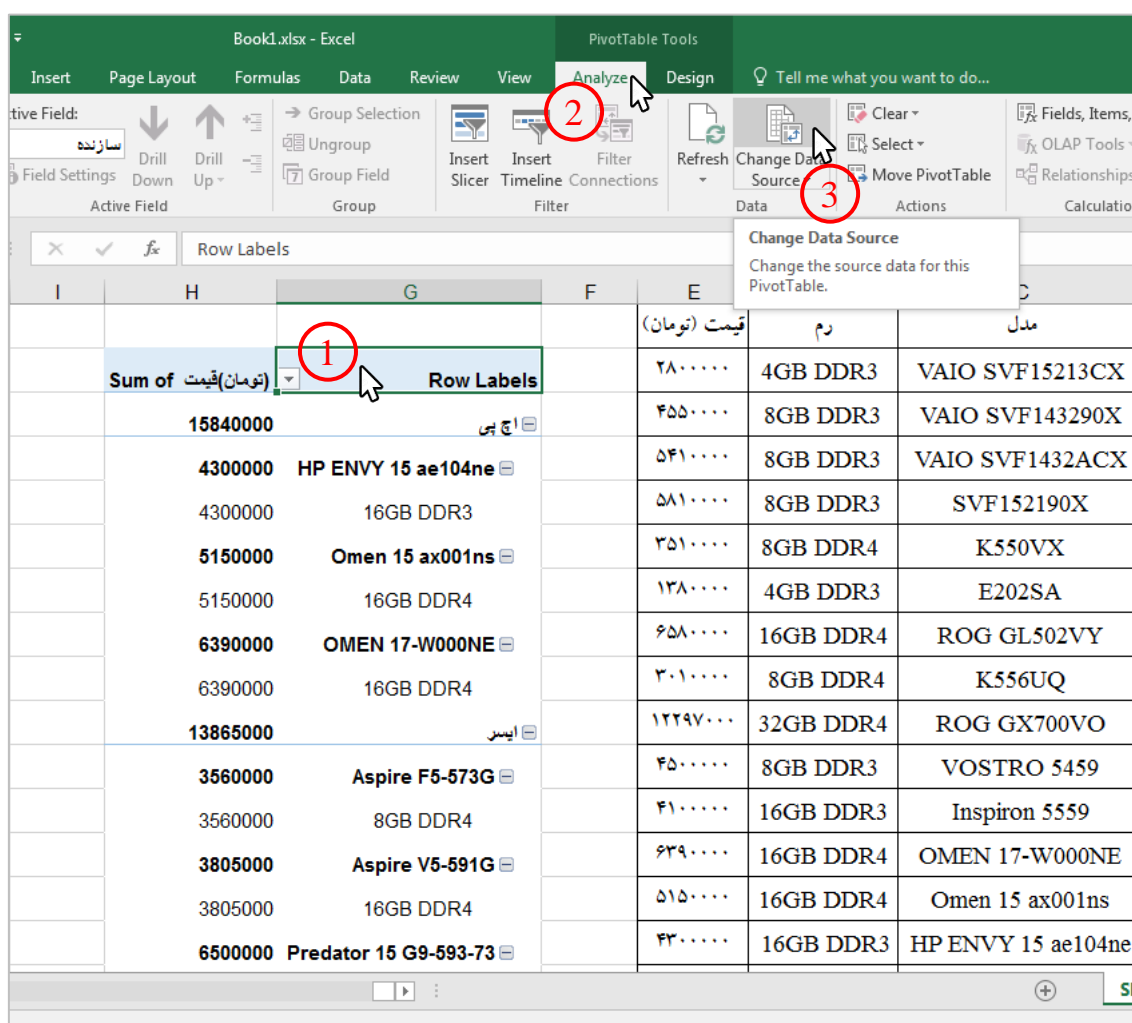 Book1.xlsx - Excel
PivotTable Tools
Insert Page Layout Formulas Data Review View Analyze Design Tell me what you want to do...
tive Field:
سازنده
Field Settings
Drill Down
Drill Up
Active Field
Group Selection
Ungroup
7 Group Field
Group
Insert Slicer
Insert Timeline
Filter Connections
Filter
Refresh
Change Data Source
Data
Clear
Select
Move PivotTable
Actions
fx Fields, Items,
fx OLAP Tools
Relationships
Calculatio
1
2
3
fx Row Labels
Change Data Source
Change the source data for this
PivotTable.
I H G F E C
قیمت (تومان) رم مدل
۲۸۰۰۰۰۰ 4GB DDR3 VAIO SVF15213CX
۴۵۵۰۰۰۰ 8GB DDR3 VAIO SVF143290X
۵۴۱۰۰۰۰ 8GB DDR3 VAIO SVF1432ACX
۵۸۱۰۰۰۰ 8GB DDR3 SVF152190X
۳۵۱۰۰۰۰ 8GB DDR4 K550VX
۱۳۸۰۰۰۰ 4GB DDR3 E202SA
۶۵۸۰۰۰۰ 16GB DDR4 ROG GL502VY
۳۰۱۰۰۰۰ 8GB DDR4 K556UQ
۱۲۲۹۷۰۰۰ 32GB DDR4 ROG GX700VO
۴۵۰۰۰۰۰ 8GB DDR3 VOSTRO 5459
۴۱۰۰۰۰۰ 16GB DDR3 Inspiron 5559
۶۳۹۰۰۰۰ 16GB DDR4 OMEN 17-W000NE
۵۱۵۰۰۰۰ 16GB DDR4 Omen 15 ax001ns
۴۳۰۰۰۰۰ 16GB DDR3 HP ENVY 15 ae104ne
Sum of قیمت (تومان) Row Labels
15840000 اچ پی
4300000 HP ENVY 15 ae104ne
4300000 16GB DDR3
5150000 Omen 15 ax001ns
5150000 16GB DDR4
6390000 OMEN 17-W000NE
6390000 16GB DDR4
13865000 ایسر
3560000 Aspire F5-573G
3560000 8GB DDR4
3805000 Aspire V5-591G
3805000 16GB DDR4
6500000 Predator 15 G9-593-73